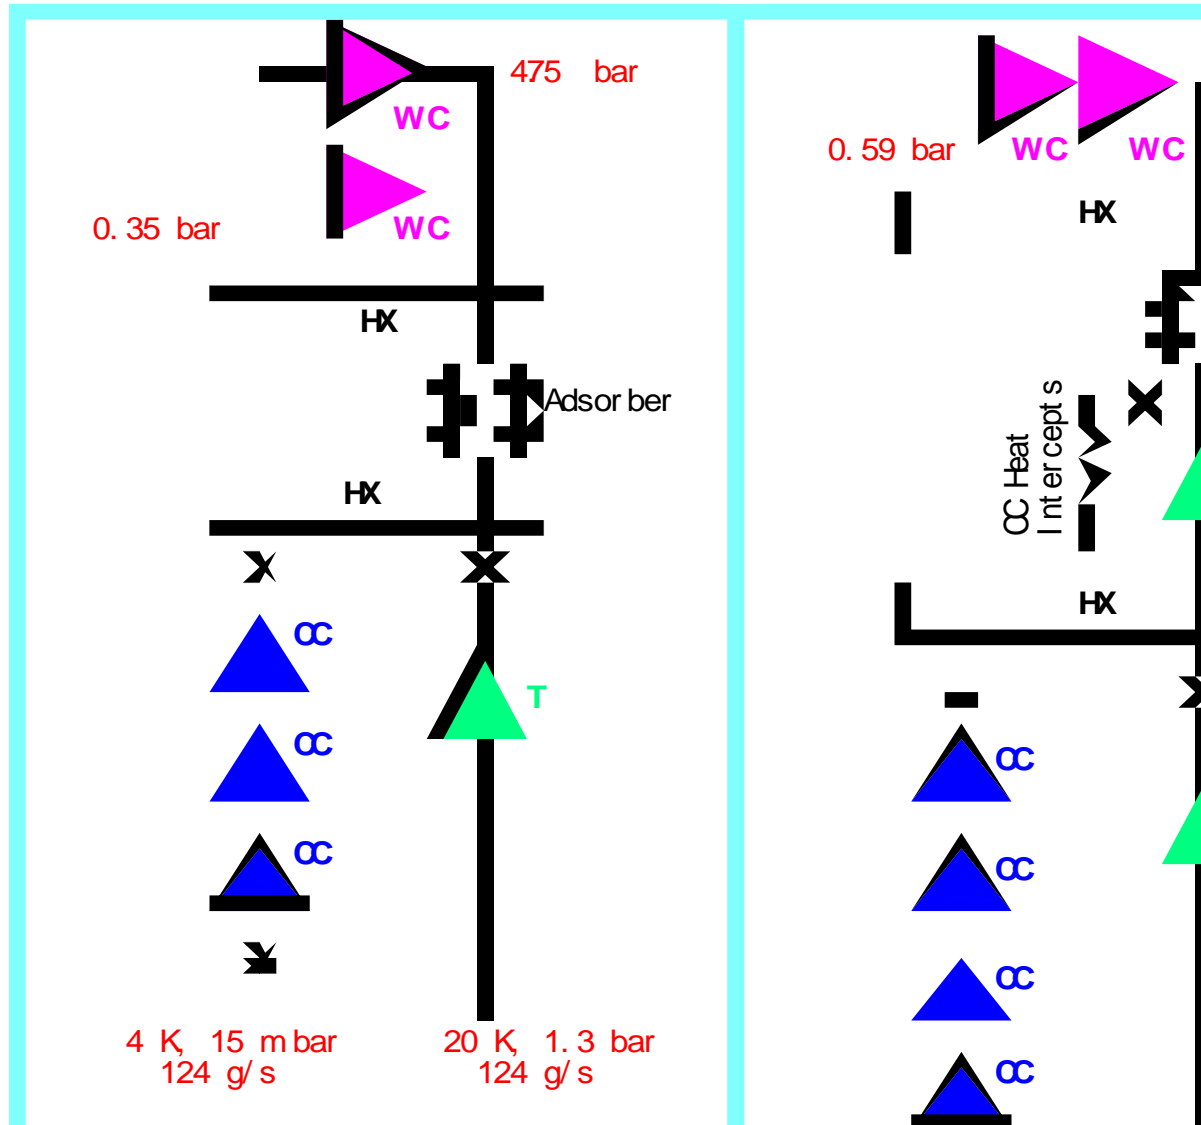 475 bar
WC
WC
0.35 bar
HX
Adsorber
HX
CC
T
CC
CC
4 K, 15 mbar
124 g/s
20 K, 1.3 bar
124 g/s
0.59 bar
WC
WC
HX
CC Heat
Intercepts
HX
CC
CC
CC
CC